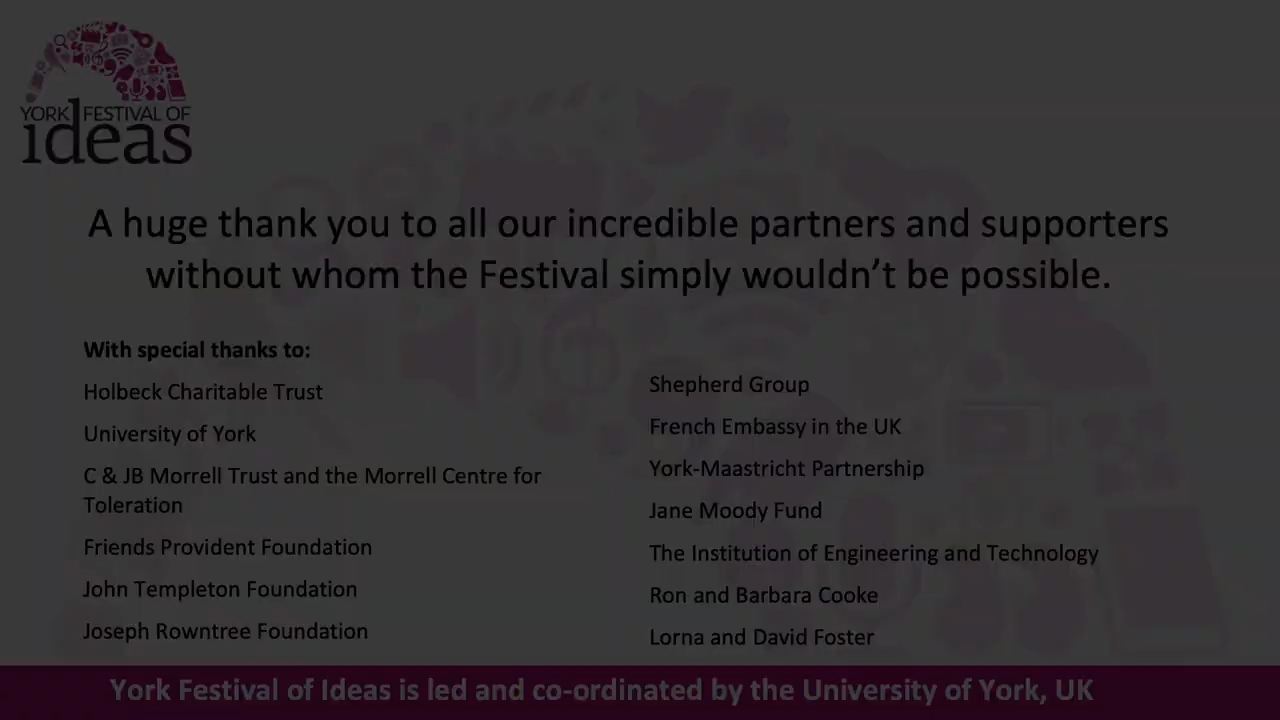 YORK FESTIVAL OF
ideas
A huge thank you to all our incredible partners and supporters
without whom the Festival simply wouldn’t be possible.
With special thanks to:
Holbeck Charitable Trust
University of York
C & JB Morrell Trust and the Morrell Centre for
Toleration
Friends Provident Foundation
John Templeton Foundation
Joseph Rowntree Foundation
Shepherd Group
French Embassy in the UK
York-Maastricht Partnership
Jane Moody Fund
The Institution of Engineering and Technology
Ron and Barbara Cooke
Lorna and David Foster
York Festival of Ideas is led and co-ordinated by the University of York, UK